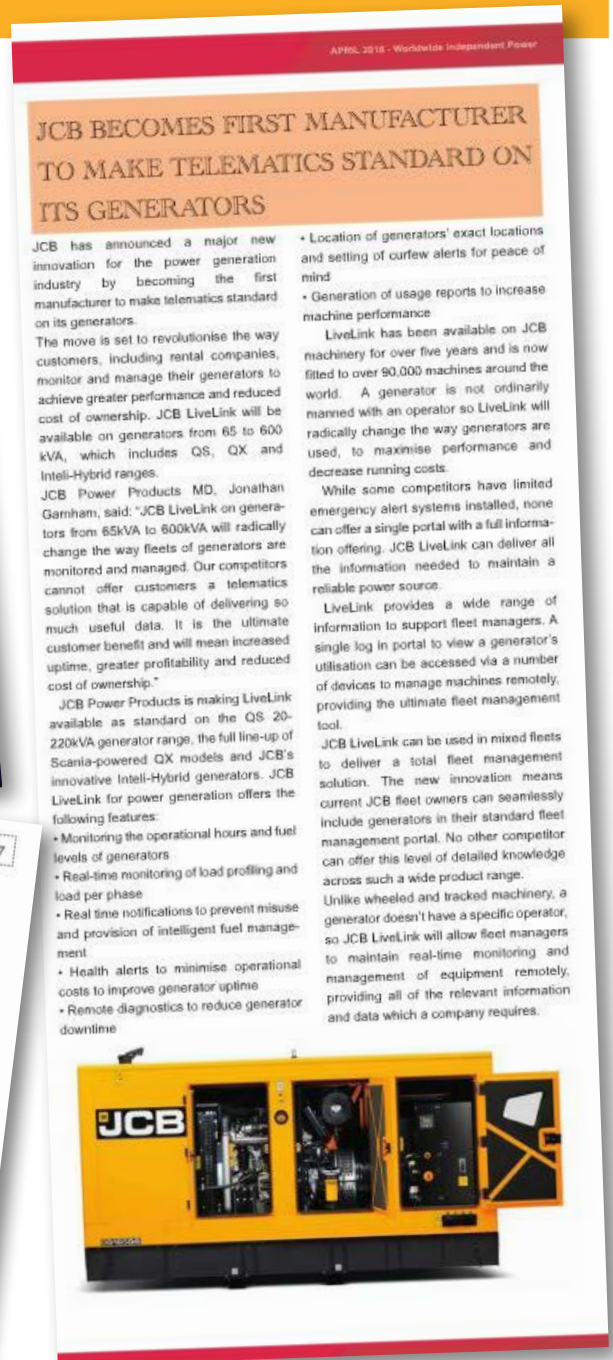 APRIL 2018 - Worldwide Independent Power
JCB BECOMES FIRST MANUFACTURER
TO MAKE TELEMATICS STANDARD ON
ITS GENERATORS
JCB has announced a major new
innovation for the power generation
industry by becoming the first
manufacturer to make telematics standard
on its generators.
The move is set to revolutionise the way
customers, including rental companies,
monitor and manage their generators to
achieve greater performance and reduced
cost of ownership. JCB LiveLink will be
available on generators from 65 to 600
kVA, which includes QS, QX and
Inteli-Hybrid ranges.
JCB Power Products MD, Jonathan
Garnham, said: "JCB LiveLink on genera-
tors from 65kVA to 600kVA will radically
change the way fleets of generators are
monitored and managed. Our competitors
cannot offer customers a telematics
solution that is capable of delivering so
much useful data. It is the ultimate
customer benefit and will mean increased
uptime, greater profitability and reduced
cost of ownership."
JCB Power Products is making LiveLink
available as standard on the QS 20-
220kVA generator range, the full line-up of
Scania-powered QX models and JCB's
innovative Inteli-Hybrid generators. JCB
LiveLink for power generation offers the
following features:
• Monitoring the operational hours and fuel
levels of generators
• Real-time monitoring of load profiling and
load per phase
• Real time notifications to prevent misuse
and provision of intelligent fuel manage-
ment
• Health alerts to minimise operational
costs to improve generator uptime
• Remote diagnostics to reduce generator
downtime
• Location of generators' exact locations
and setting of curfew alerts for peace of
mind
• Generation of usage reports to increase
machine performance
LiveLink has been available on JCB
machinery for over five years and is now
fitted to over 90,000 machines around the
world. A generator is not ordinarily
manned with an operator so LiveLink will
radically change the way generators are
used, to maximise performance and
decrease running costs.
While some competitors have limited
emergency alert systems installed, none
can offer a single portal with a full informa-
tion offering. JCB LiveLink can deliver all
the information needed to maintain a
reliable power source.
LiveLink provides a wide range of
information to support fleet managers. A
single log in portal to view a generator's
utilisation can be accessed via a number
of devices to manage machines remotely,
providing the ultimate fleet management
tool.
JCB LiveLink can be used in mixed fleets
to deliver a total fleet management
solution. The new innovation means
current JCB fleet owners can seamlessly
include generators in their standard fleet
management portal. No other competitor
can offer this level of detailed knowledge
across such a wide product range.
Unlike wheeled and tracked machinery, a
generator doesn't have a specific operator,
so JCB LiveLink will allow fleet managers
to maintain real-time monitoring and
management of equipment remotely,
providing all of the relevant information
and data which a company requires.
7
JCB